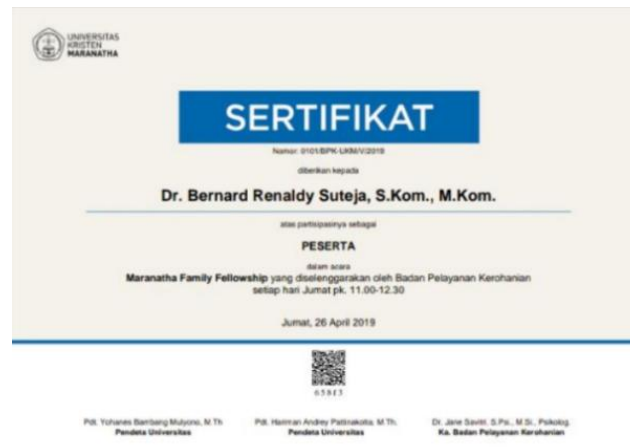 UNIVERSITAS
KRISTEN
MARANATHA
SERTIFIKAT
Nomor: 0101/BPK-UKM/V/2019
diberikan kepada
Dr. Bernard Renaldy Suteja, S.Kom., M.Kom.
atas partisipasinya sebagai
PESERTA
dalam acara
Maranatha Family Fellowship yang diselenggarakan oleh Badan Pelayanan Kerohanian
setiap hari Jumat pk. 11.00-12.30
Jumat, 26 April 2019
Pdt. Yohanes Bambang Mulyono, M.Th
Pendeta Universitas
Pdt. Hariman Andrey Pattinakotta, M.Th.
Pendeta Universitas
Dr. Jane Savitri, S.Psi., M.Si., Psikolog.
Ka. Badan Pelayanan Kerohanian